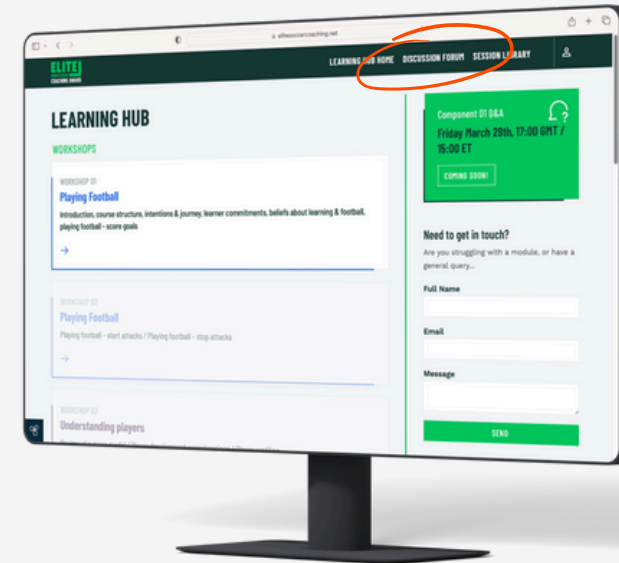 elitesoccercoaching.net
ELITE
COACHING AWARD
LEARNING HUB HOME DISCUSSION FORUM SESSION LIBRARY
LEARNING HUB
WORKSHOPS
WORKSHOP 01
Playing Football
Introduction, course structure, intentions & journey, learner commitments, beliefs about learning & football,
playing football - score goals
WORKSHOP 02
Playing Football
Playing football - start attacks / Playing football - stop attacks
WORKSHOP 03
Understanding players
Component 01 Q&A
Friday March 28th, 17:00 GMT /
15:00 ET
COMING SOON!
Need to get in touch?
Are you struggling with a module, or have a
general query...
Full Name
Email
Message
SEND